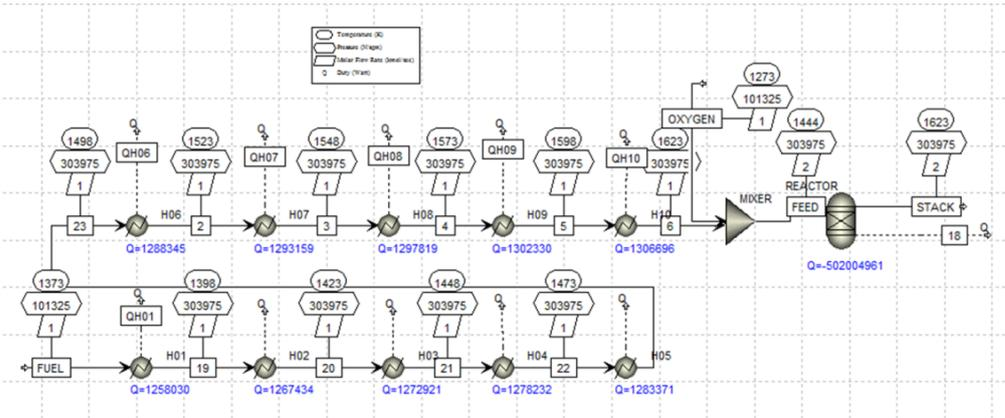 Temperature (K)
Pressure (N/sqm)
Molar Flow Rate (kmol/sec)
Q Duty (Watt)
1273
101325
1
OXYGEN
1498
303975
1
QH06
1523
303975
1
QH07
1548
303975
1
QH08
1573
303975
1
QH09
1598
303975
1
QH10
1623
303975
1
1444
303975
2
1623
303975
2
MIXER
REACTOR
FEED
STACK
18
Q
23
H06
2
H07
3
H08
4
H09
5
H10
6
Q=1288345
Q=1293159
Q=1297819
Q=1302330
Q=1306696
Q=-502004961
1373
101325
1
QH01
1398
303975
1
1423
303975
1
1448
303975
1
1473
303975
1
FUEL
H01
19
H02
20
H03
21
H04
22
H05
Q=1258030
Q=1267434
Q=1272921
Q=1278232
Q=1283371